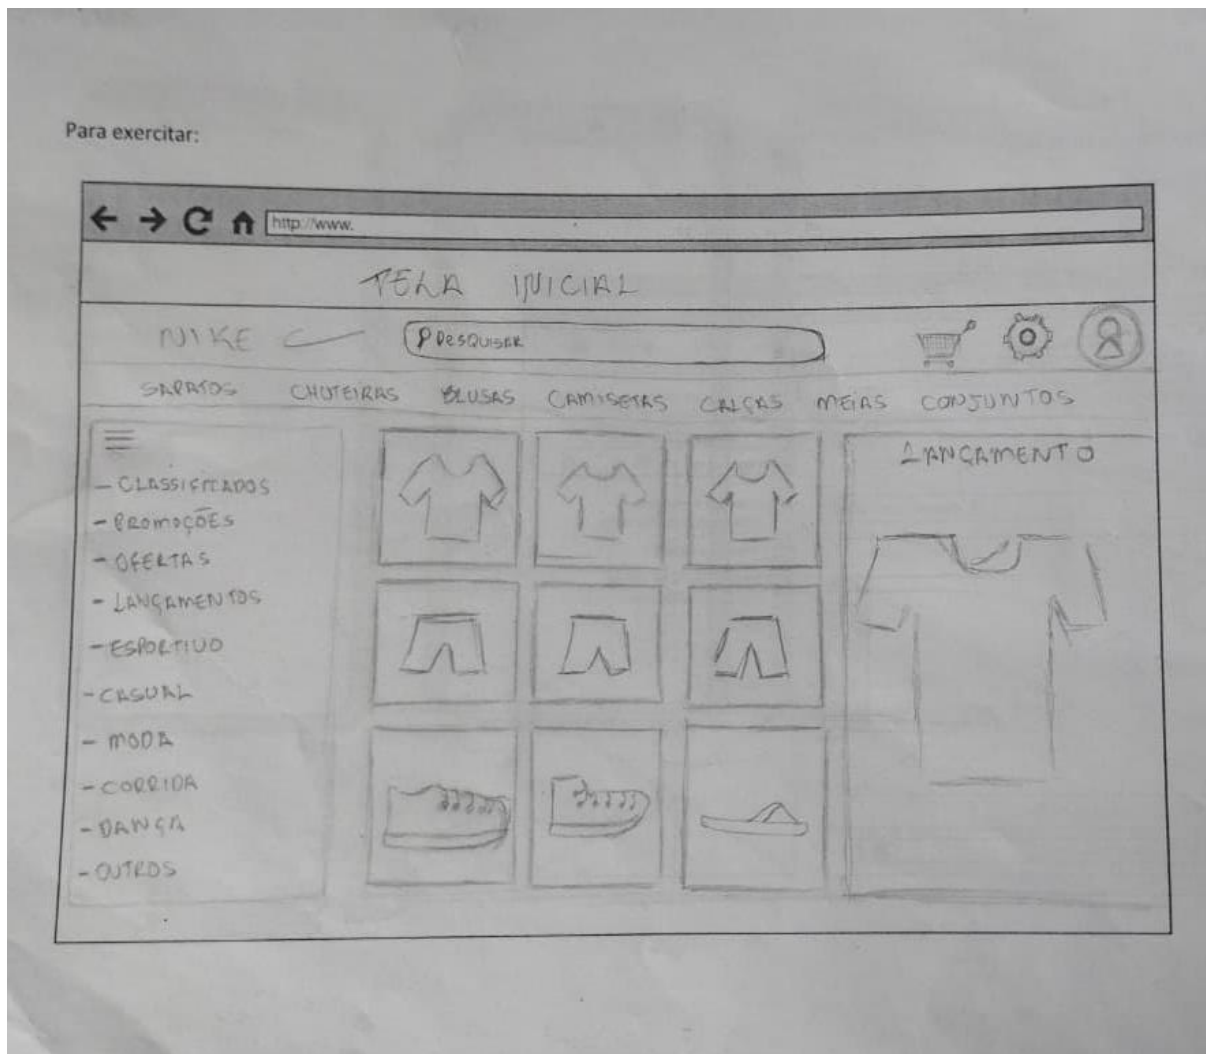 Para exercitar:
http://www.
TELA INICIAL
NIKE PESQUISAR
SAPATOS CHUTEIRAS BLUSAS CAMISETAS CALÇAS MEIAS CONJUNTOS
LANÇAMENTO
- CLASSIFICADOS
- PROMOÇÕES
- OFERTAS
- LANÇAMENTOS
- ESPORTIVO
- CASUAL
- MODA
- CORRIDA
- DANÇA
- OUTROS